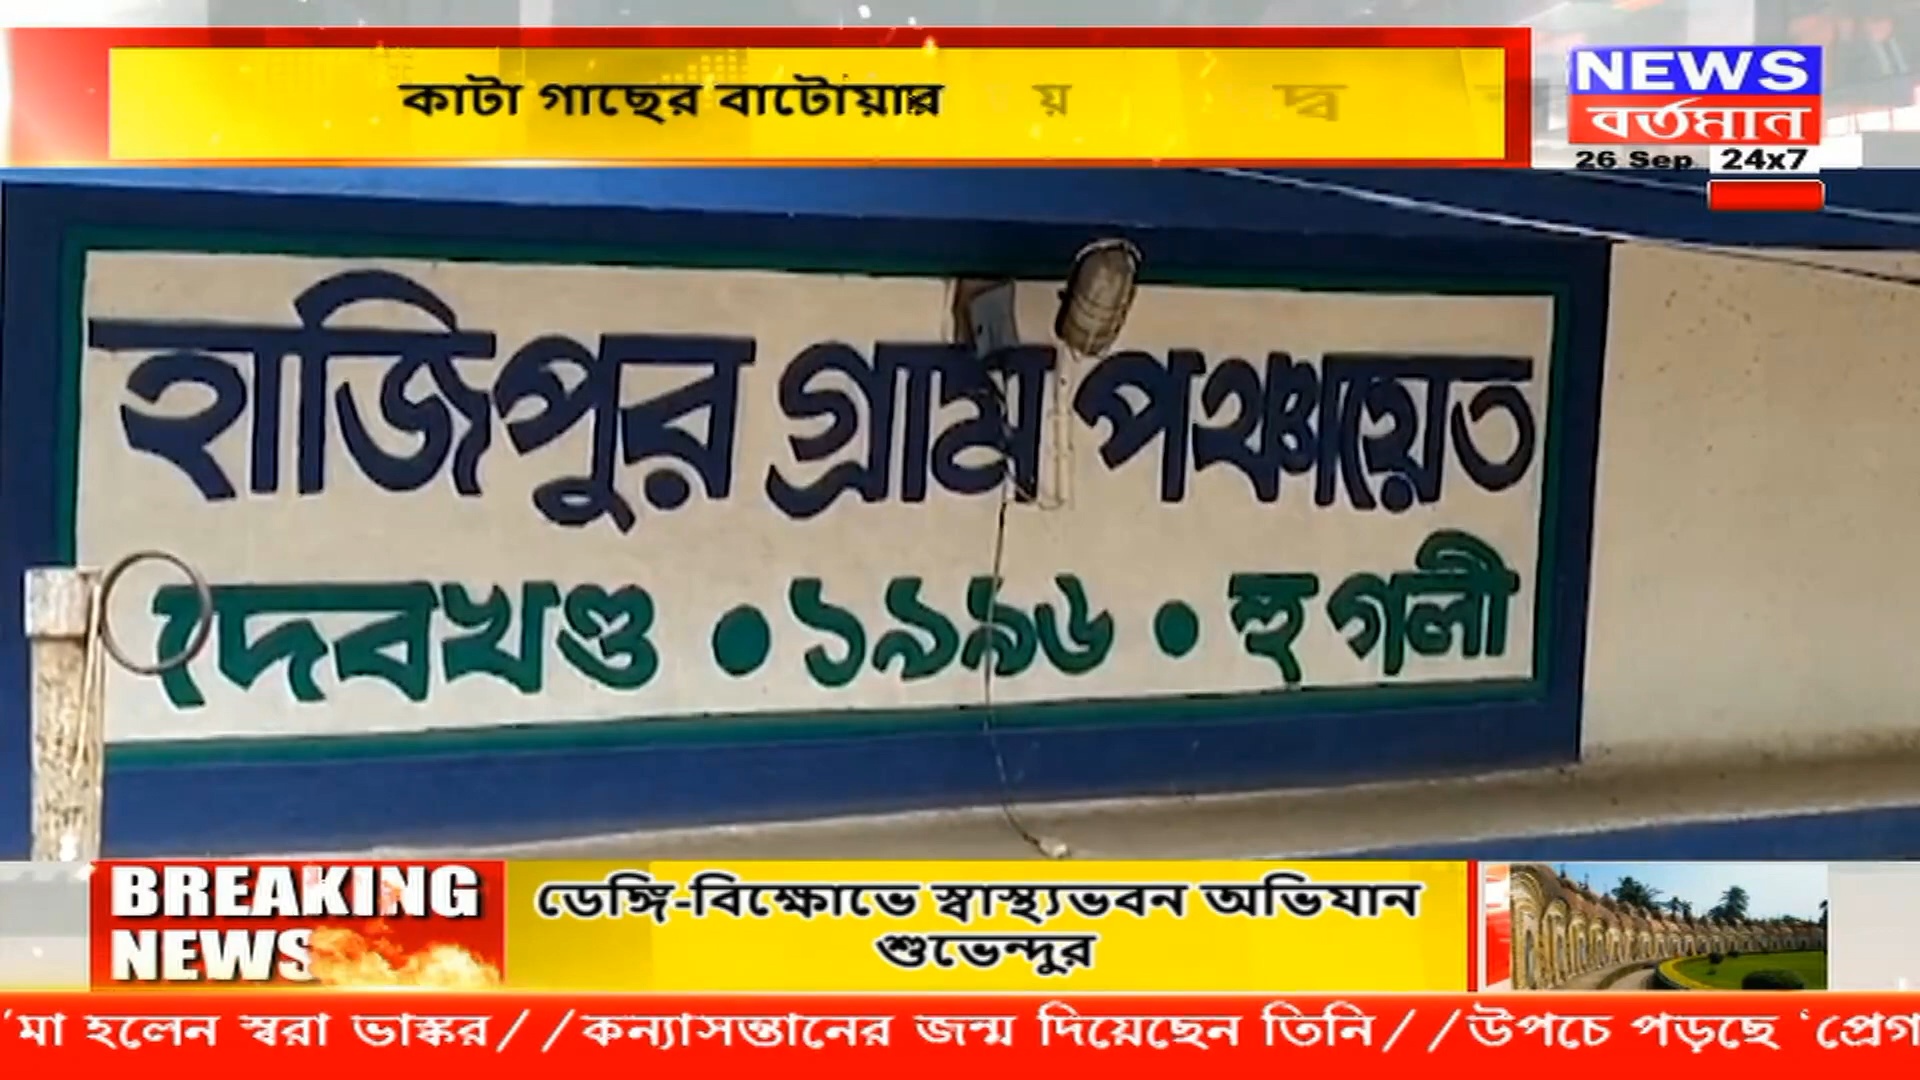 কাটা গাছের বাটোয়ার
NEWS
বর্তমান
26 Sep 24x7
হাজিপুর গ্রাম পঞ্চায়েত
দেবখণ্ড • ১৯৯৬ • হুগলী
BREAKING
NEWS
ডেঙ্গি-বিক্ষোভে স্বাস্থ্যভবন অভিযান
শুভেন্দুর
‘মা হলেন স্বরা ভাস্কর//কন্যাসন্তানের জন্ম দিয়েছেন তিনি//উপচে পড়ছে ‘প্রেগ